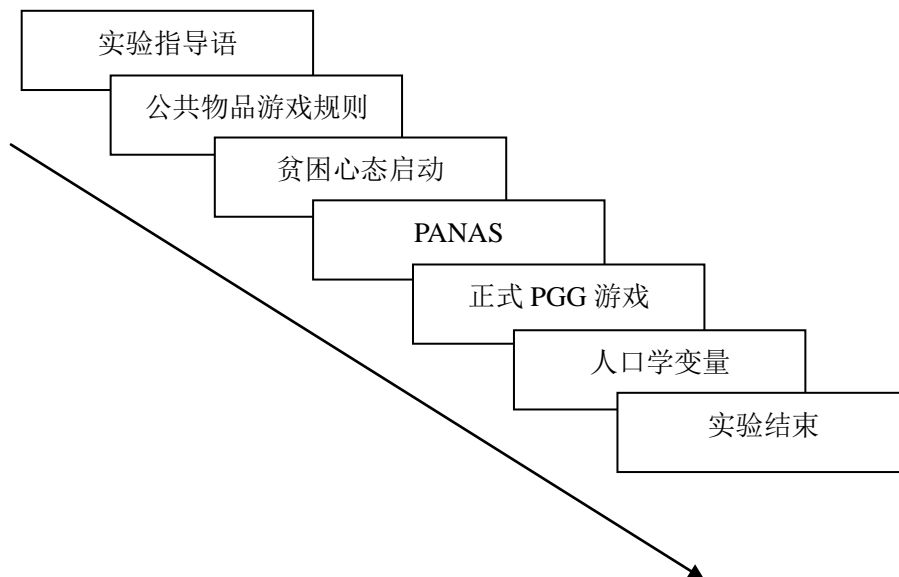 实验指导语
公共物品游戏规则
贫困心态启动
PANAS
正式 PGG 游戏
人口学变量
实验结束